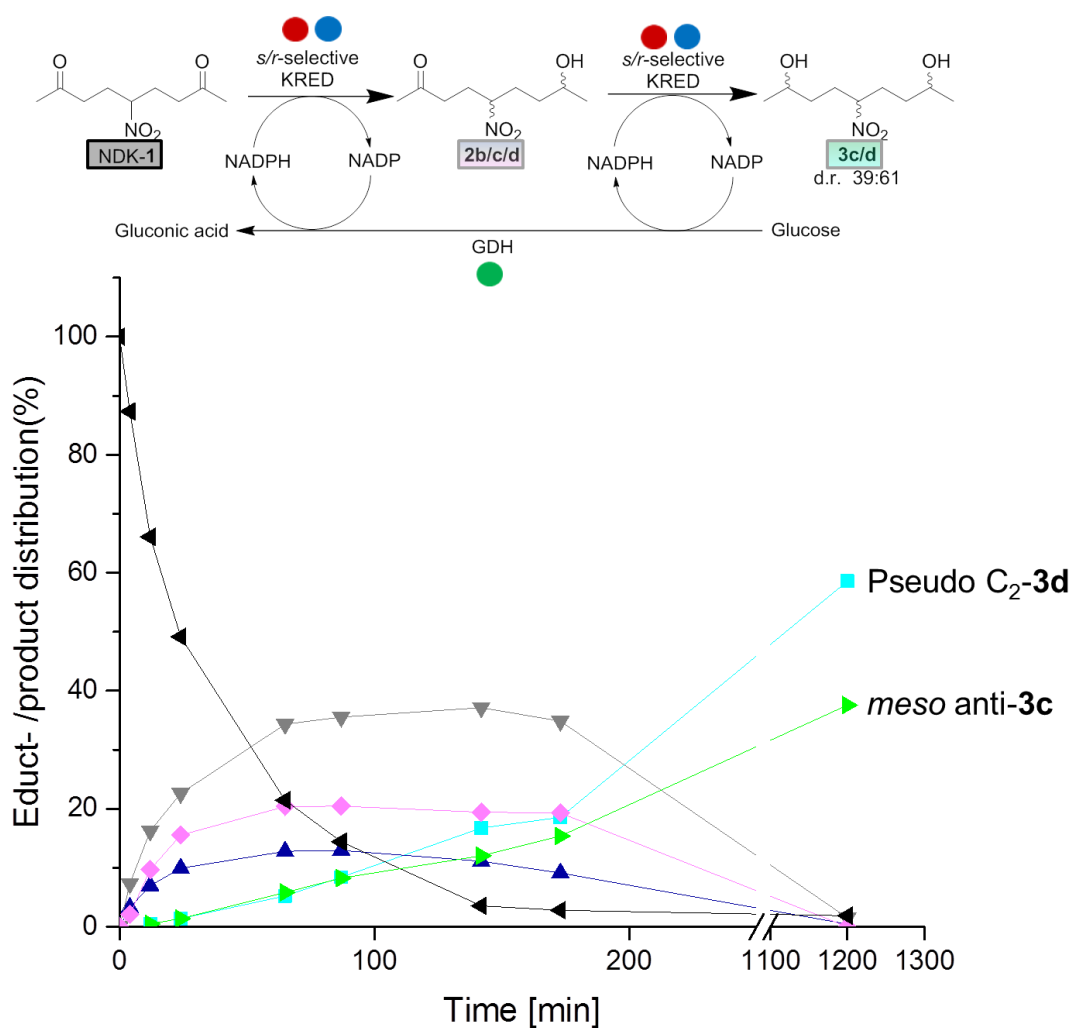 s/r-selective
KRED
s/r-selective
KRED
O
O
O
OH
OH
OH
NO2
NO2
NO2
NDK-1
2b/c/d
3c/d
d.r. 39:61
NADPH
NADP
NADPH
NADP
Gluconic acid
Glucose
GDH
100
80
60
40
20
0
Educt- /product distribution(%)
Pseudo C2-3d
meso anti-3c
0
100
200
1100
1200
1300
Time [min]